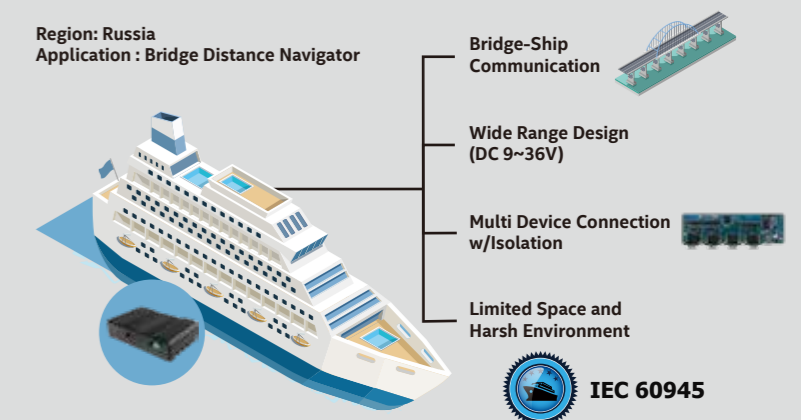 Region: Russia
Application : Bridge Distance Navigator
Bridge-Ship
Communication
Wide Range Design
(DC 9~36V)
Multi Device Connection
w/Isolation
Limited Space and
Harsh Environment
IEC 60945